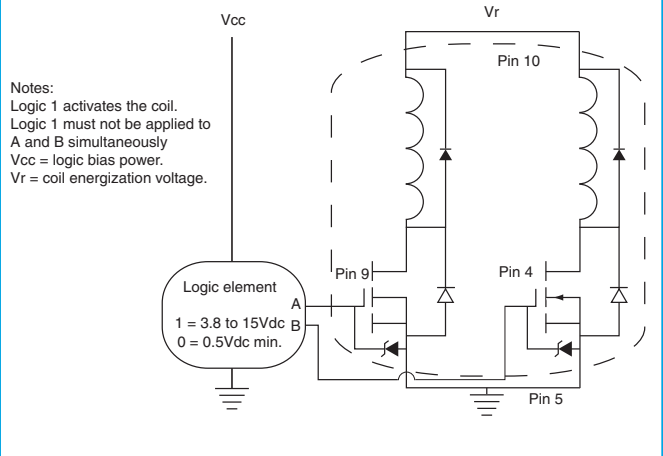 Vcc
Vr
Pin 10
Notes:
Logic 1 activates the coil.
Logic 1 must not be applied to
A and B simultaneously
Vcc = logic bias power.
Vr = coil energization voltage.
Pin 9
Pin 4
Logic element
A
1 = 3.8 to 15Vdc
B
0 = 0.5Vdc min.
Pin 5